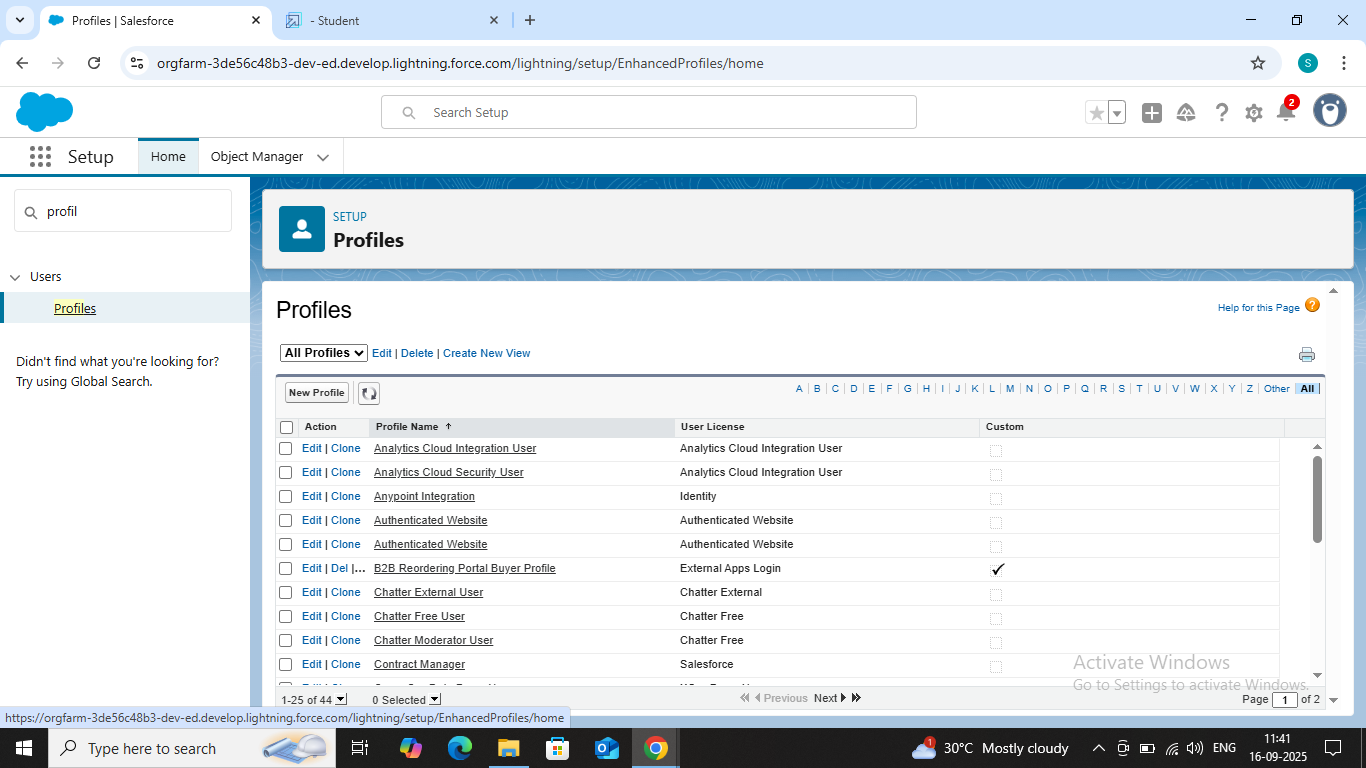 Profiles | Salesforce
- Student
orgfarm-3de56c48b3-dev-ed.develop.lightning.force.com/lightning/setup/EnhancedProfiles/home
S
Search Setup
2
Setup
Home
Object Manager
profil
Users
Profiles
Didn't find what you're looking for?
Try using Global Search.
SETUP
Profiles
Profiles
Help for this Page
All Profiles Edit | Delete | Create New View
New Profile
A | B | C | D | E | F | G | H | I | J | K | L | M | N | O | P | Q | R | S | T | U | V | W | X | Y | Z | Other | All
Action Profile Name User License Custom
Edit | Clone Analytics Cloud Integration User Analytics Cloud Integration User
Edit | Clone Analytics Cloud Security User Analytics Cloud Integration User
Edit | Clone Anypoint Integration Identity
Edit | Clone Authenticated Website Authenticated Website
Edit | Clone Authenticated Website Authenticated Website
Edit | Del |... B2B Reordering Portal Buyer Profile External Apps Login
Edit | Clone Chatter External User Chatter External
Edit | Clone Chatter Free User Chatter Free
Edit | Clone Chatter Moderator User Chatter Free
Edit | Clone Contract Manager Salesforce
1-25 of 44 0 Selected Previous Next Page 1 of 2
Activate Windows
Go to Settings to activate Windows.
https://orgfarm-3de56c48b3-dev-ed.develop.lightning.force.com/lightning/setup/EnhancedProfiles/home
Type here to search
1
30°C Mostly cloudy
ENG
11:41
16-09-2025